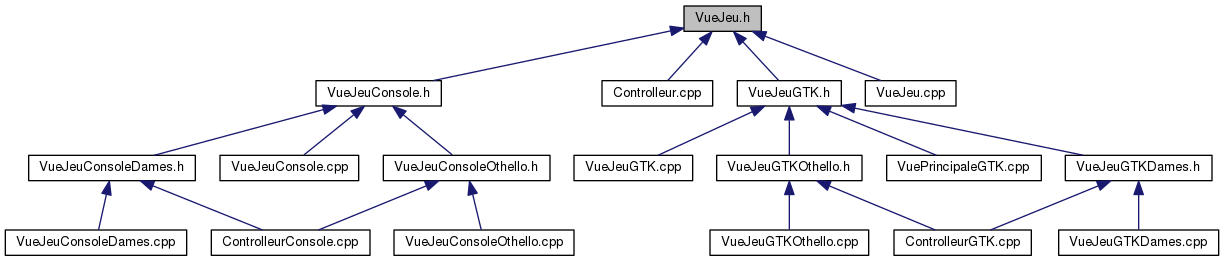 VueJeu.h
VueJeuConsole.h
Controlleur.cpp
VueJeuGTK.h
VueJeu.cpp
VueJeuConsoleDames.h
VueJeuConsole.cpp
VueJeuConsoleOthello.h
VueJeuGTK.cpp
VueJeuGTKOthello.h
VuePrincipaleGTK.cpp
VueJeuGTKDames.h
VueJeuConsoleDames.cpp
ControlleurConsole.cpp
VueJeuConsoleOthello.cpp
VueJeuGTKOthello.cpp
ControlleurGTK.cpp
VueJeuGTKDames.cpp